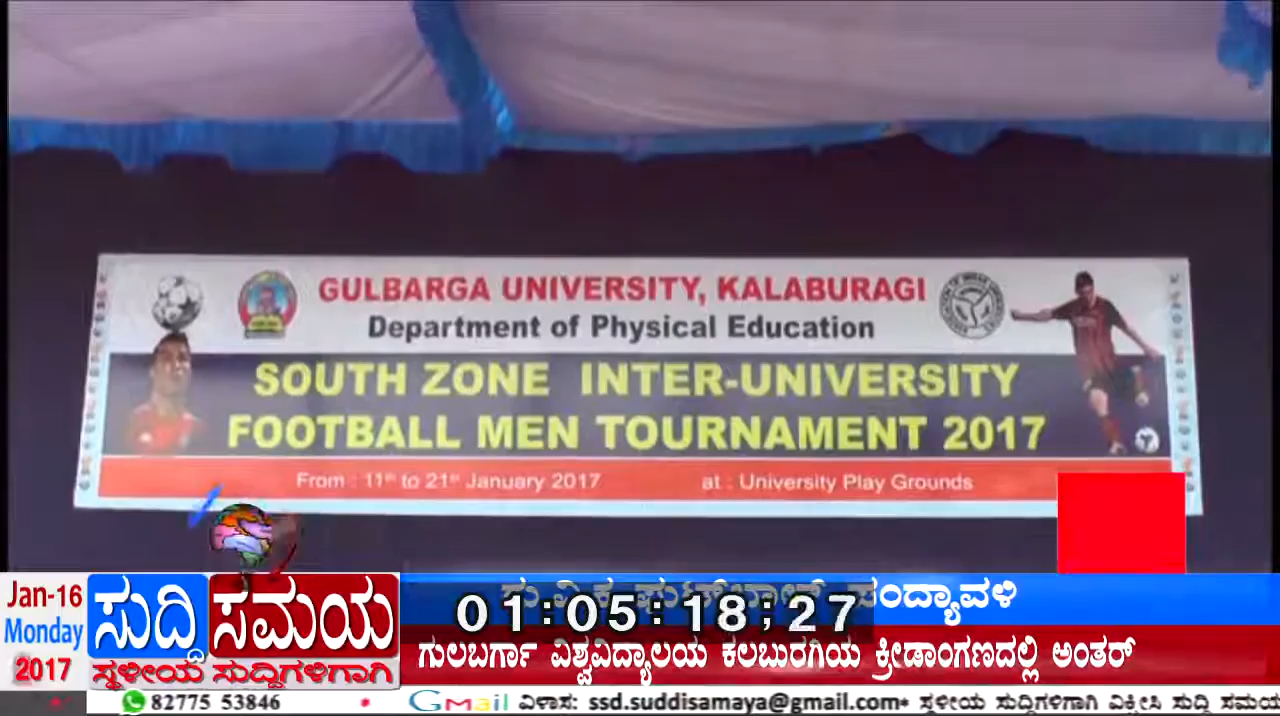 GULBARGA UNIVERSITY, KALABURAGI
Department of Physical Education
SOUTH ZONE INTER-UNIVERSITY
FOOTBALL MEN TOURNAMENT 2017
From : 11th to 21st January 2017 at : University Play Grounds
Jan-16
Monday
2017
ಸುದ್ದಿ ಸಮಯ
ಸ್ಥಳೀಯ ಸುದ್ದಿಗಳಿಗಾಗಿ
ಪಂದ್ಯಾವಳಿ
01:05:18;27
ಗುಲಬರ್ಗಾ ವಿಶ್ವವಿದ್ಯಾಲಯ ಕಲಬುರಗಿಯ ಕ್ರೀಡಾಂಗಣದಲ್ಲಿ ಅಂತರ್
82775 53846 Gmail ವಿಳಾಸ: ssd.suddisamaya@gmail.com• ಸ್ಥಳೀಯ ಸುದ್ದಿಗಳಿಗಾಗಿ ವಿಕ್ಷೀಸಿ ಸುದ್ದಿ ಸಮಯ